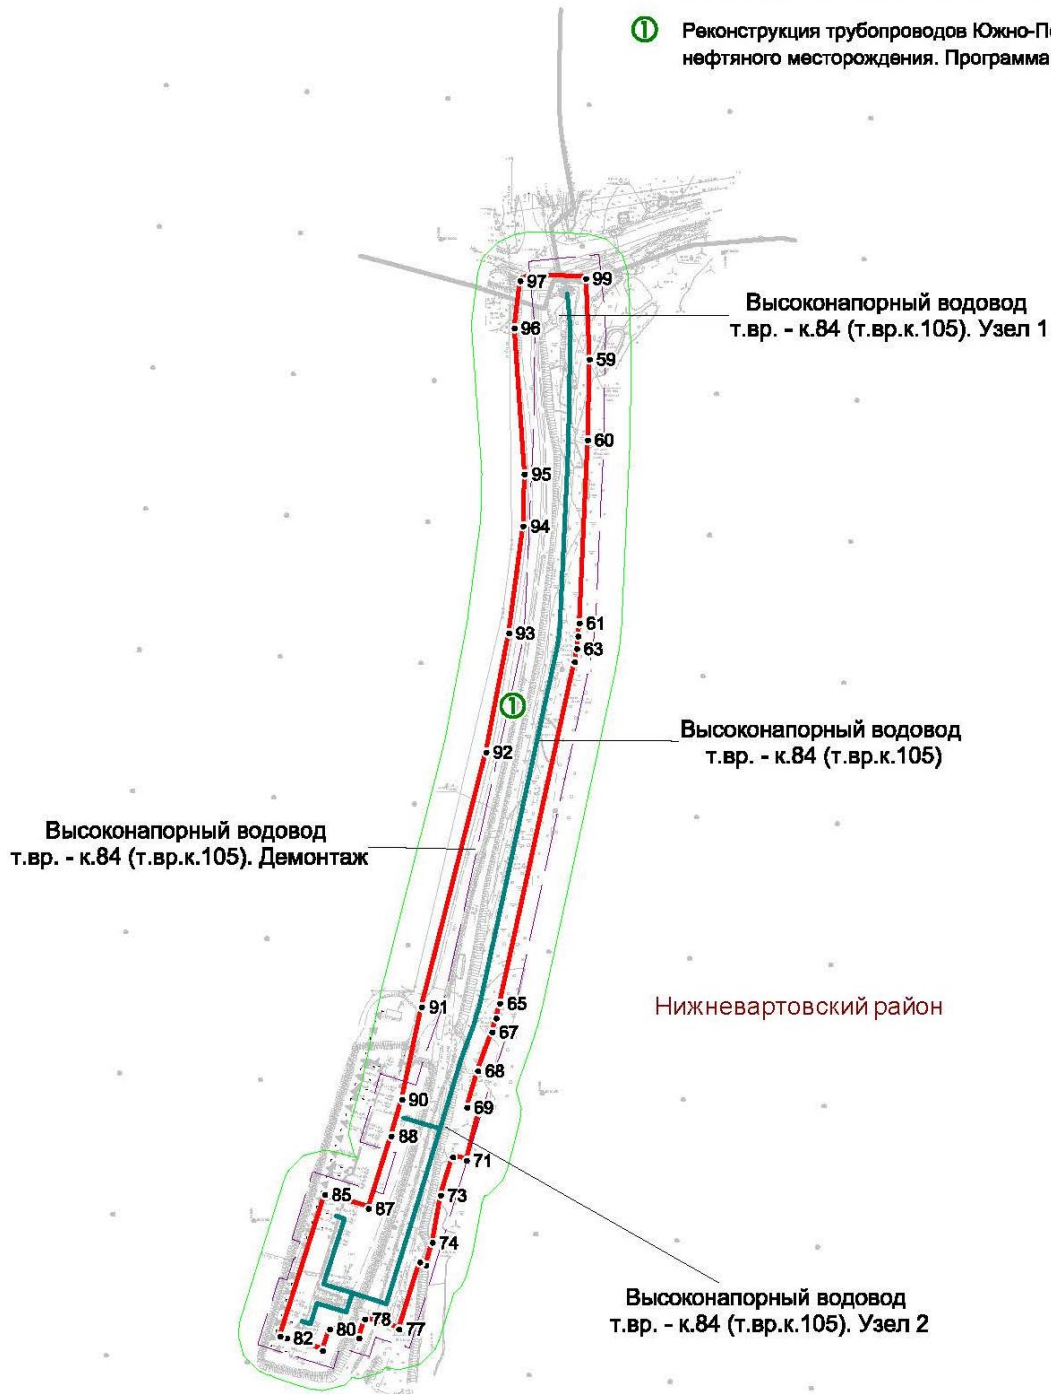 ① Реконструкция трубопроводов Южно-П
нефтяного месторождения. Программа
97
99
96
Высоконапорный водовод
т.вр. - к.84 (т.вр.к.105). Узел 1
59
60
95
94
61
93
63
①
Высоконапорный водовод
т.вр. - к.84 (т.вр.к.105)
92
Высоконапорный водовод
т.вр. - к.84 (т.вр.к.105). Демонтаж
65
91
Нижневартовский район
67
68
90
69
88
71
85
73
87
74
Высоконапорный водовод
т.вр. - к.84 (т.вр.к.105). Узел 2
78
80
77
82